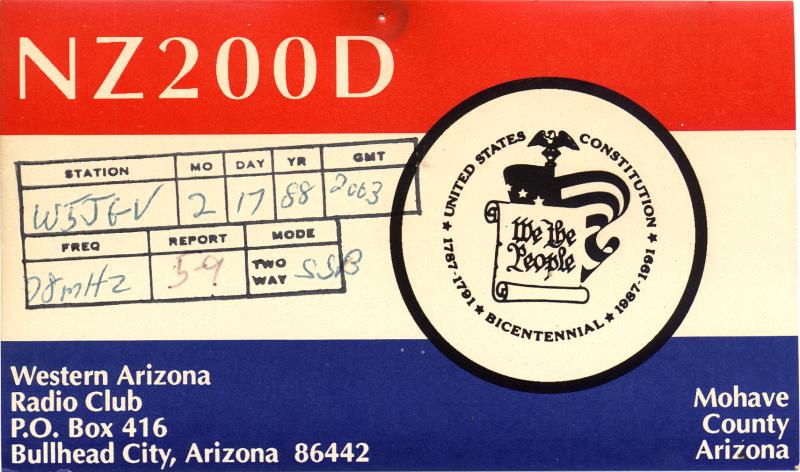 NZ200D
STATION MO DAY YR GMT
W5JGV 2 17 88 2003
FREQ REPORT MODE
28mHz 59 TWO WAY SSB
★ UNITED STATES CONSTITUTION ★
1787-1791 ★ BICENTENNIAL ★ 1987-1991
We the
People
Western Arizona
Radio Club
P.O. Box 416
Bullhead City, Arizona 86442
Mohave
County
Arizona